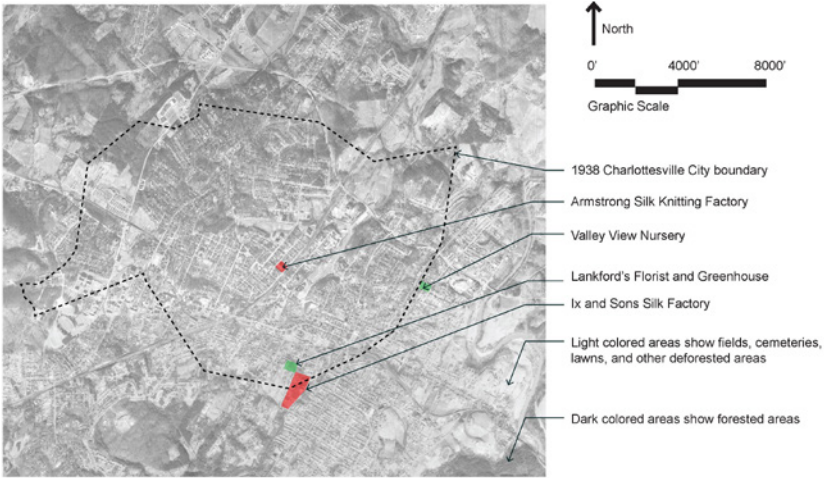 North
0' 4000' 8000'
Graphic Scale
1938 Charlottesville City boundary
Armstrong Silk Knitting Factory
Valley View Nursery
Lankford's Florist and Greenhouse
Ix and Sons Silk Factory
Light colored areas show fields, cemeteries,
lawns, and other deforested areas
Dark colored areas show forested areas